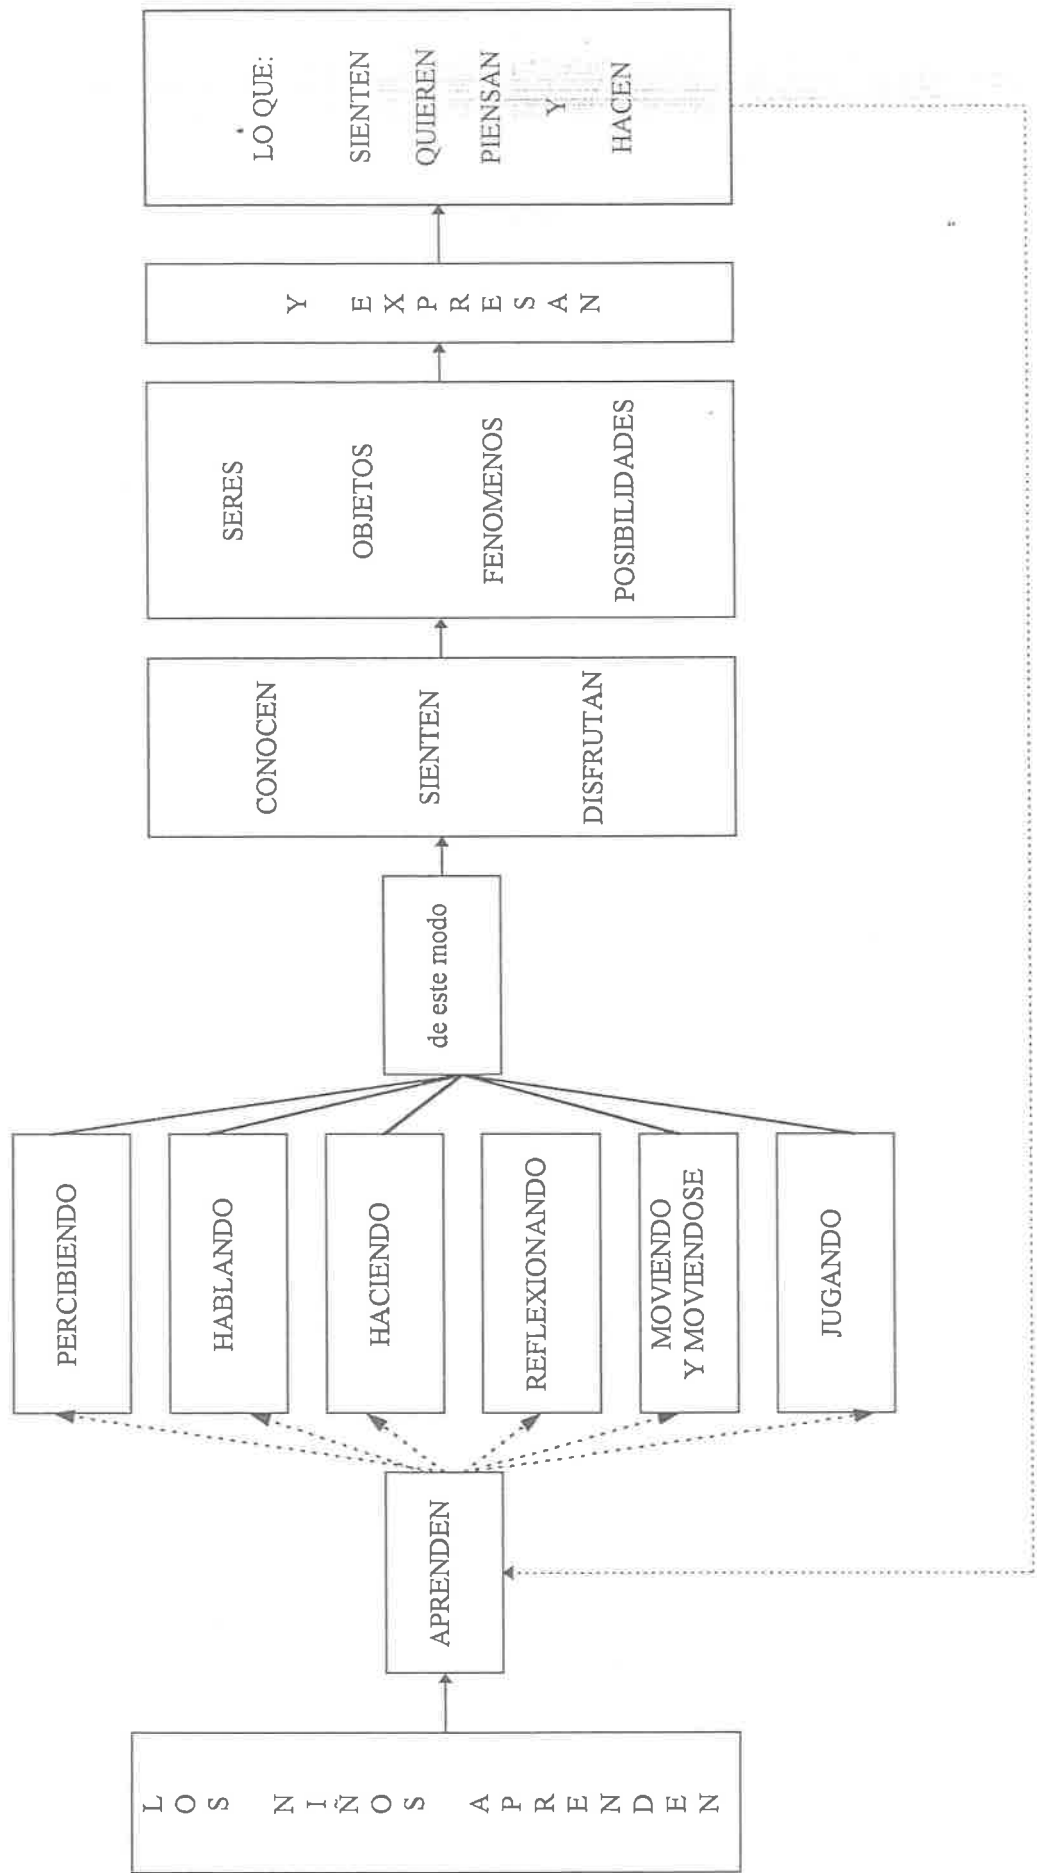 LOS NIÑOS APRENDEN
APRENDEN
PERCIBIENDO
HABLANDO
HACIENDO
REFLEXIONANDO
MOVIENDO
Y MOVIENDOSE
JUGANDO
de este modo
CONOCEN
SIENTEN
DISFRUTAN
SERES
OBJETOS
FENOMENOS
POSIBILIDADES
Y EXPRESAN
LO QUE:
SIENTEN
QUIEREN
PIENSAN
Y
HACEN